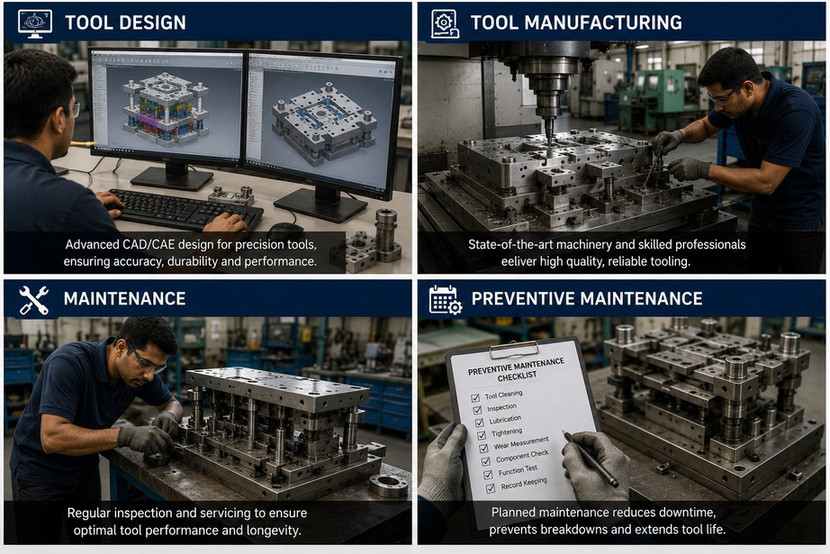 TOOL DESIGN
Advanced CAD/CAE design for precision tools,
ensuring accuracy, durability and performance.
TOOL MANUFACTURING
State-of-the-art machinery and skilled professionals
eeliver high quality, reliable tooling.
MAINTENANCE
Regular inspection and servicing to ensure
optimal tool performance and longevity.
PREVENTIVE MAINTENANCE
PREVENTIVE MAINTENANCE
CHECKLIST
Tool Cleaning
Inspection
Lubrication
Tightening
Wear Measurement
Component Check
Function Test
Record Keeping
Planned maintenance reduces downtime,
prevents breakdowns and extends tool life.